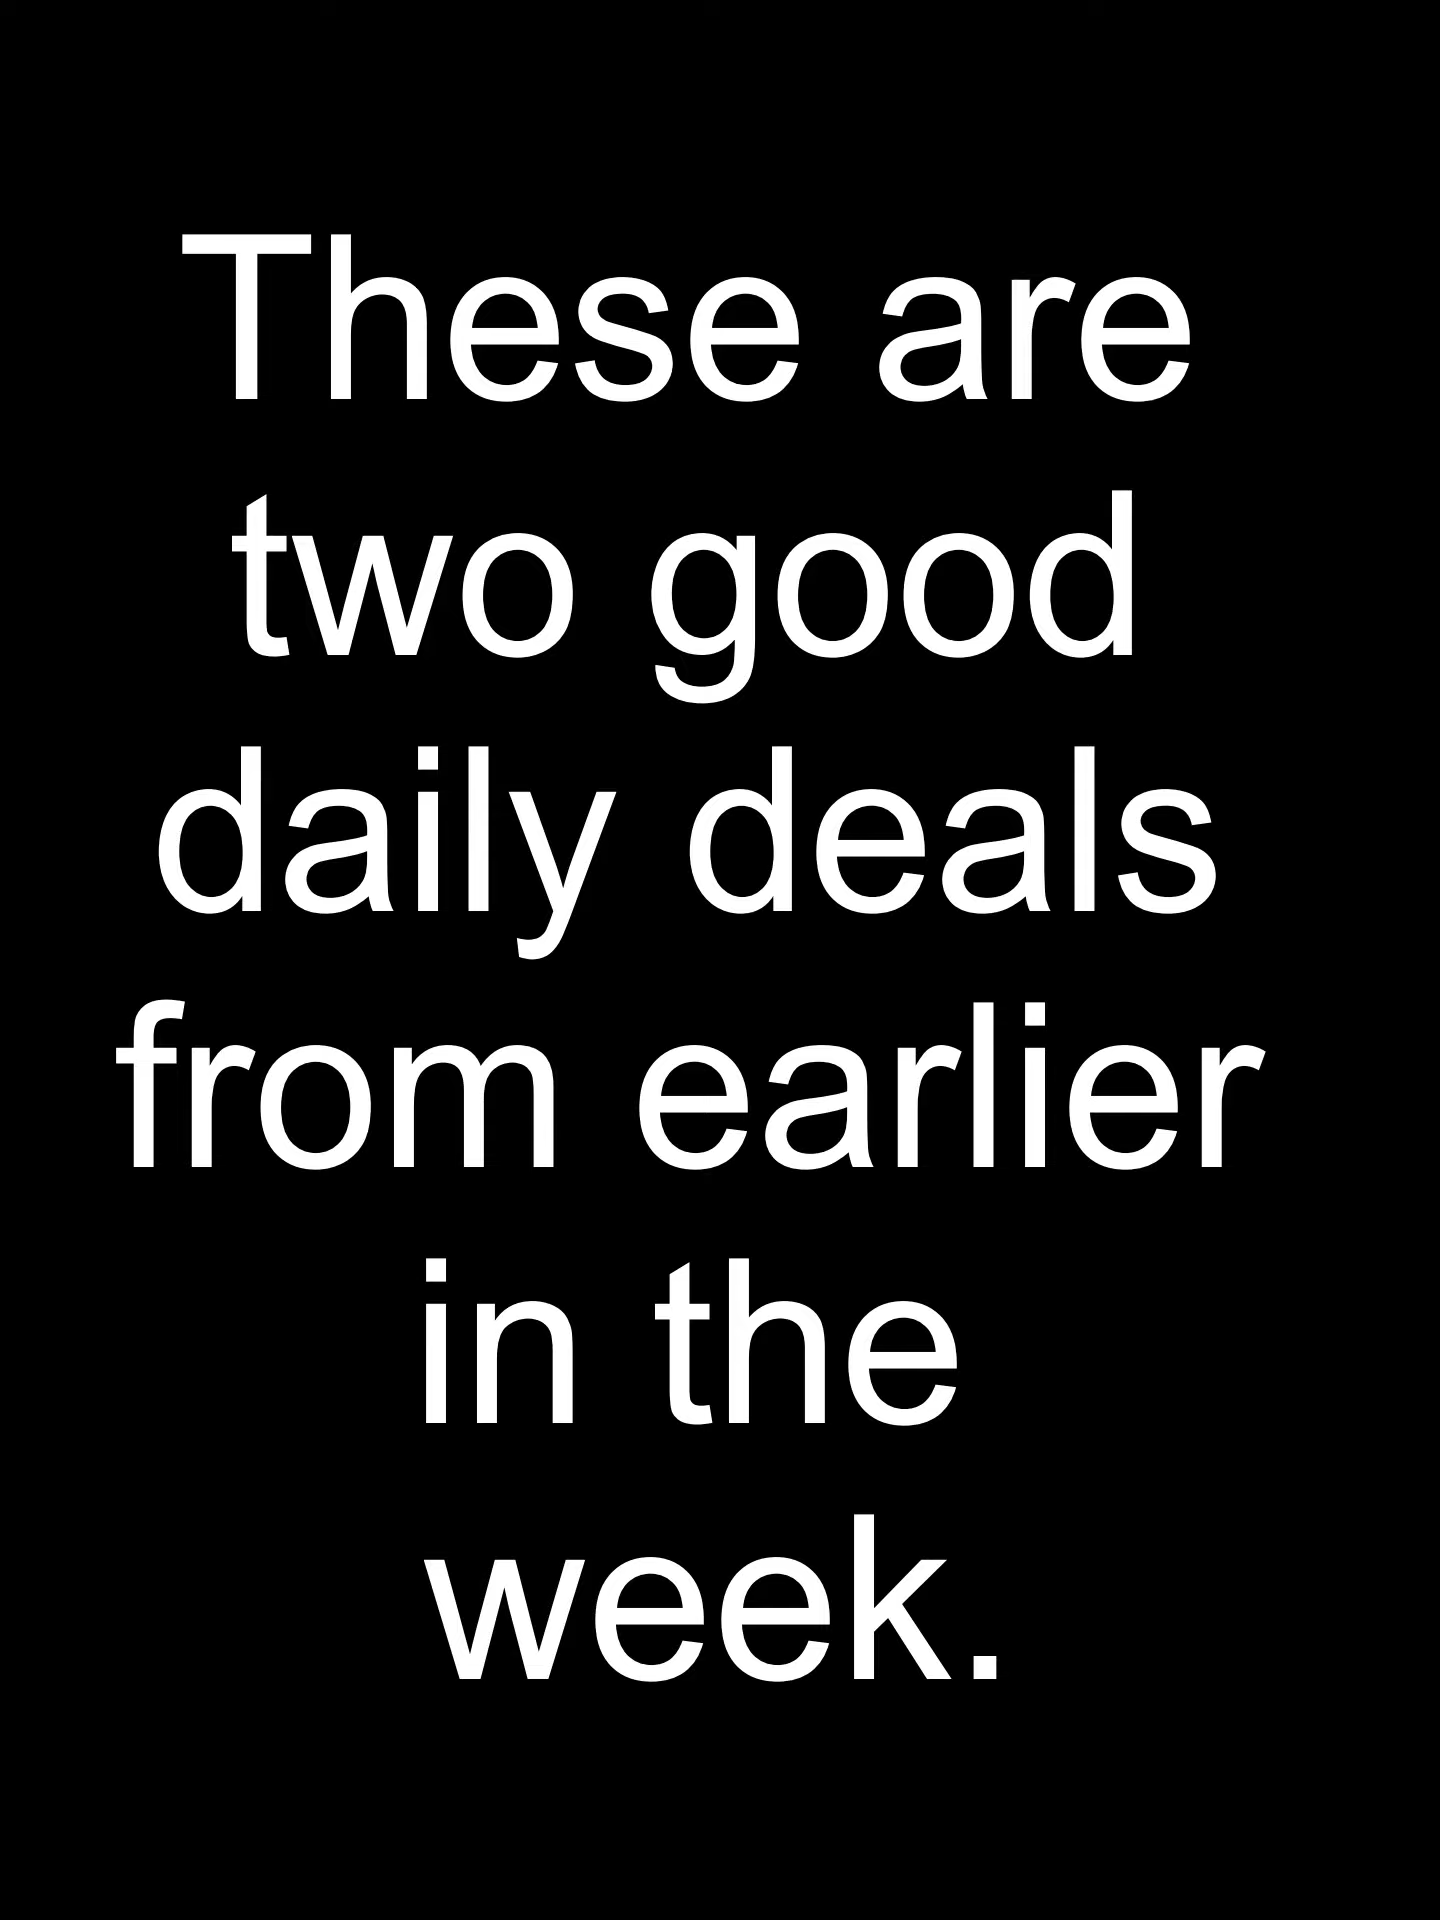 These are
two good
daily deals
from earlier
in the
week.